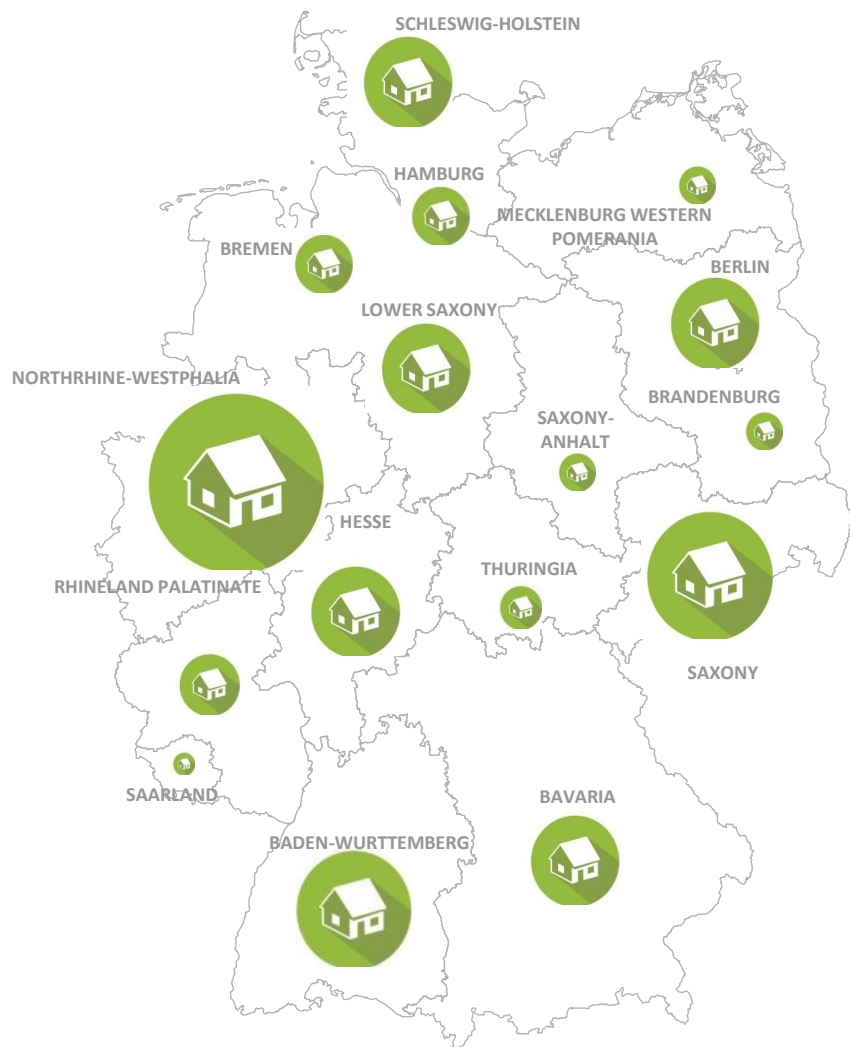 SCHLESWIG-HOLSTEIN
HAMBURG
MECKLENBURG WESTERN
POMERANIA
BREMEN
BERLIN
LOWER SAXONY
NORTHRHINE-WESTPHALIA
BRANDENBURG
SAXONY-
ANHALT
HESSE
THURINGIA
RHINELAND PALATINATE
SAXONY
SAARLAND
BAVARIA
BADEN-WURTTEMBERG